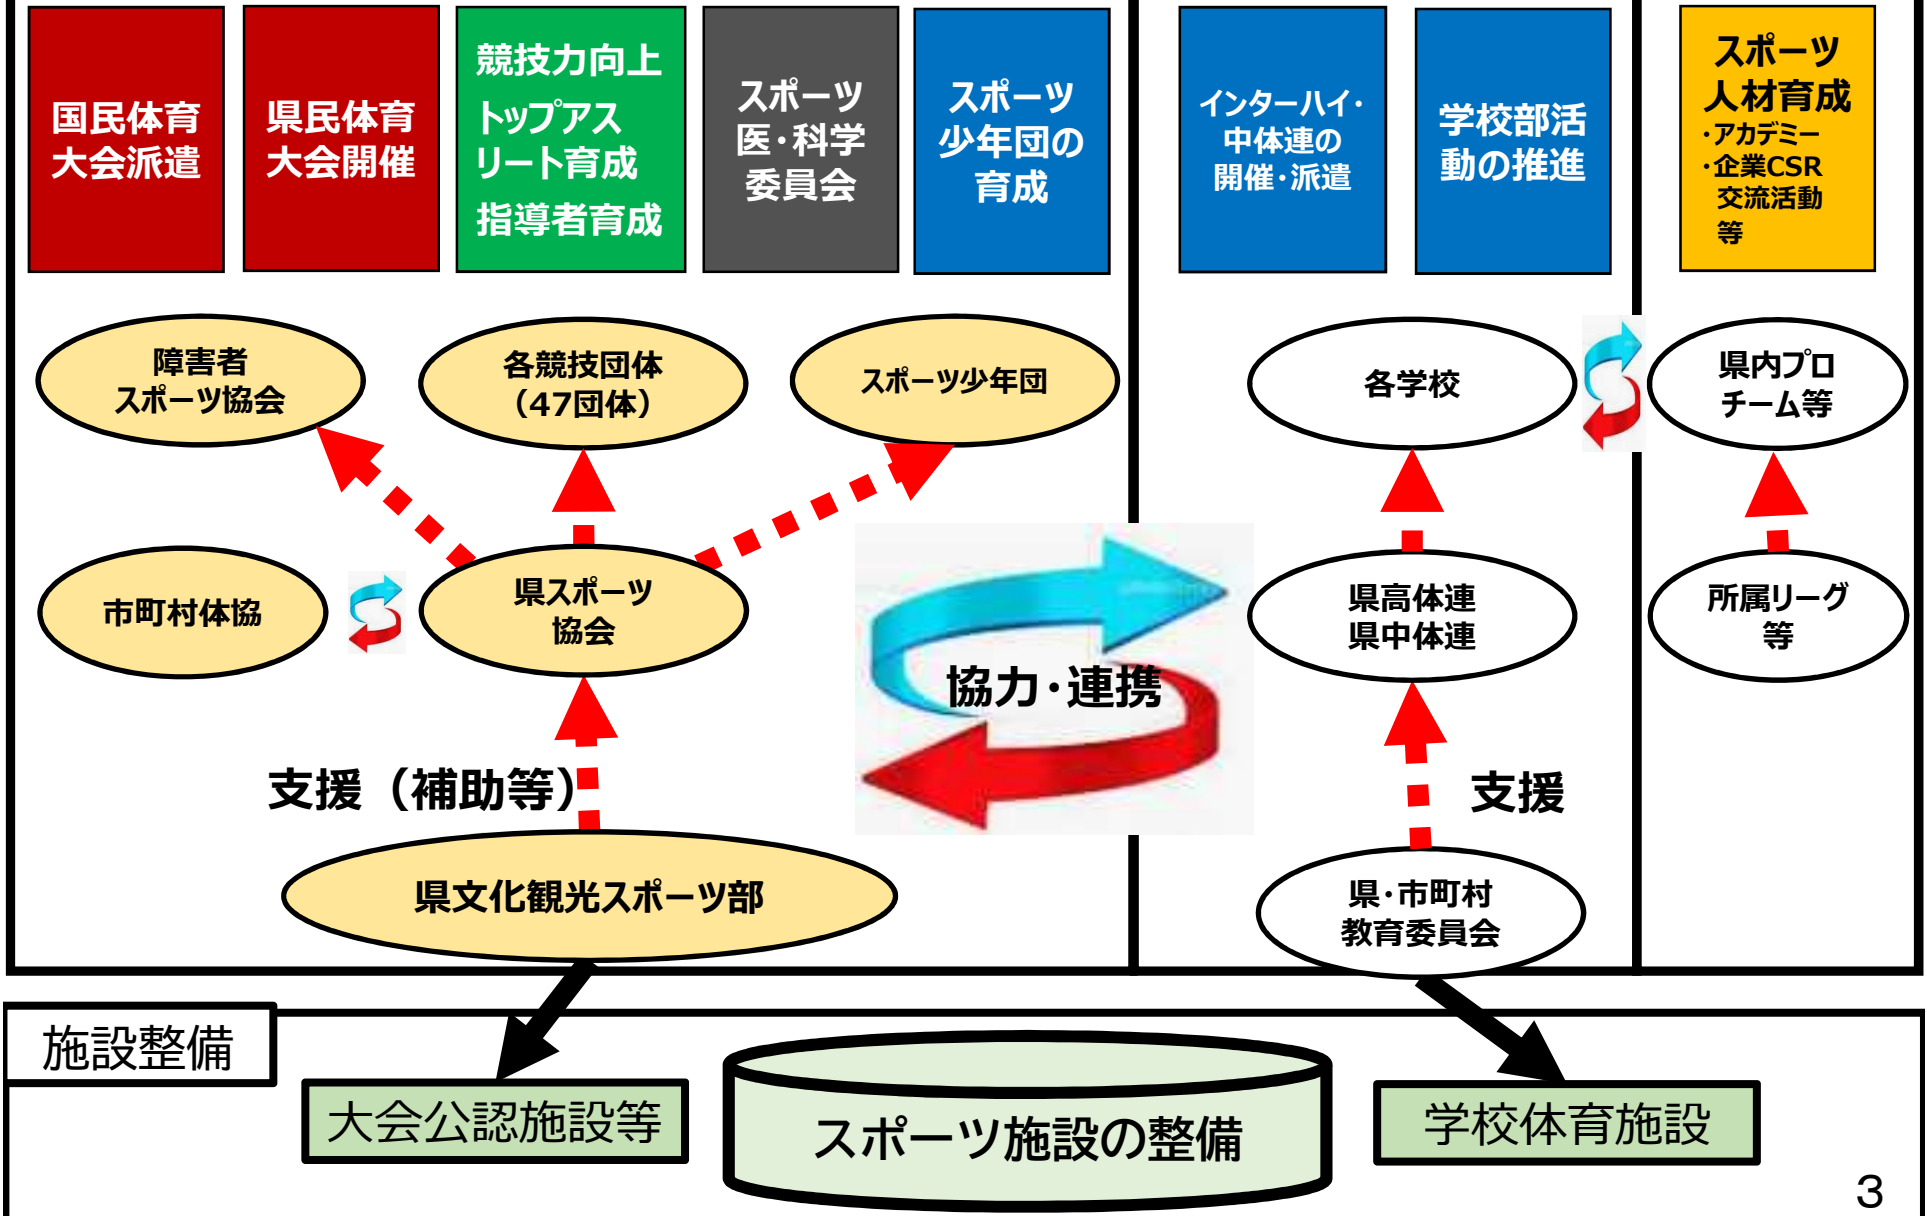 国民体育
大会派遣
県民体育
大会開催
競技力向上
トップアス
リート育成
指導者育成
スポーツ
医・科学
委員会
スポーツ
少年団の
育成
インターハイ・
中体連の
開催・派遣
学校部活
動の推進
スポーツ
人材育成
・アカデミー
・企業CSR
交流活動
等
障害者
スポーツ協会
各競技団体
（47団体）
スポーツ少年団
各学校
県内プロ
チーム等
市町村体協
県スポーツ
協会
県高体連
県中体連
所属リーグ
等
協力・連携
支援（補助等）
支援
県文化観光スポーツ部
県・市町村
教育委員会
施設整備
大会公認施設等
スポーツ施設の整備
学校体育施設
3